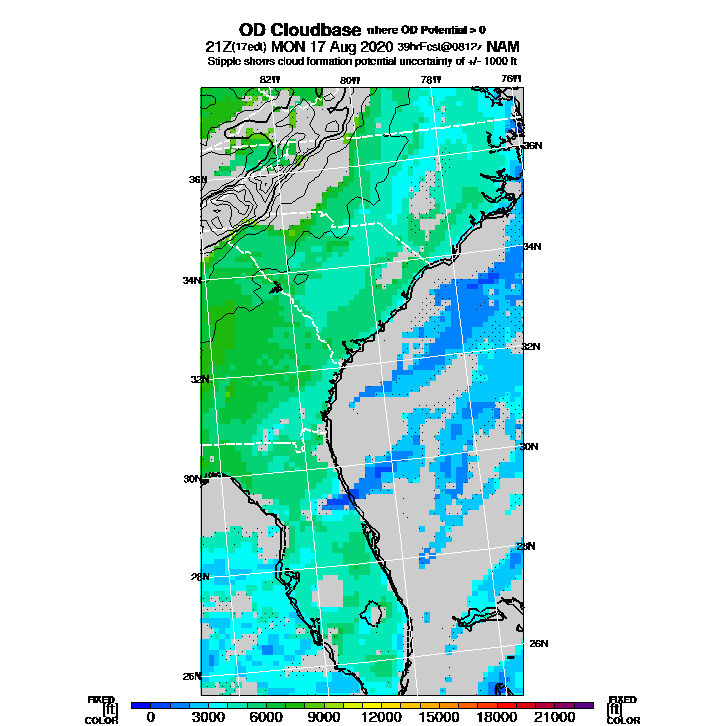 OD Cloudbase where OD Potential > 0
21Z(17edt) MON 17 Aug 2020 39hrFcst@0812z NAM
Stipple shows cloud formation potential uncertainty of +/- 1000 ft
82W 80W 78W 76W
36N
36N
34N
34N
32N
32N
30N
30N
28N
28N
26N
26N
FIXED FIXED
[ft] [ft]
COLOR 0 3000 6000 9000 12000 15000 18000 21000 COLOR